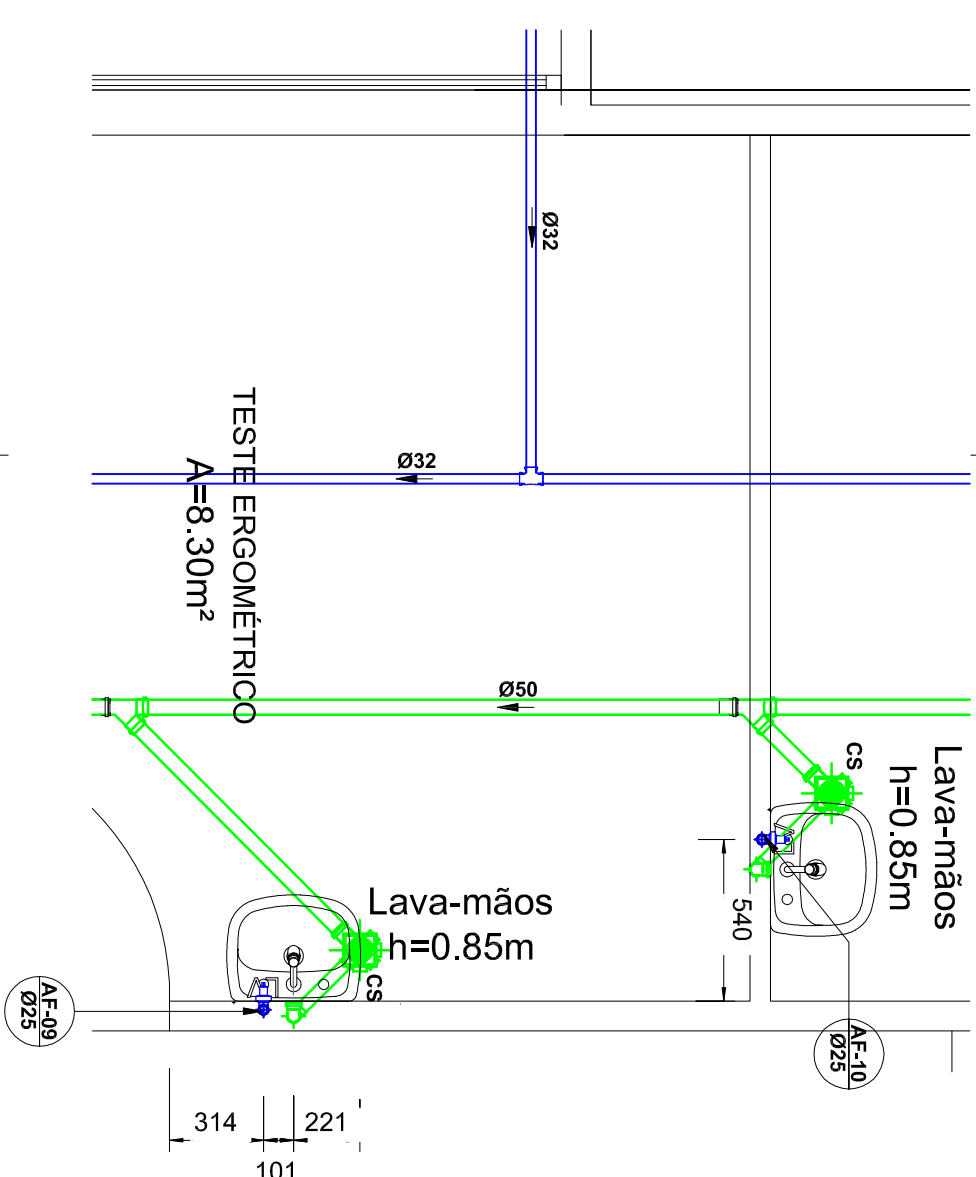 Ø32
Ø32
TESTE ERGOMÉTRICO
A=8.30m²
Ø50
CS
Lava-mãos
h=0.85m
540
Lava-mãos
h=0.85m
CS
AF-09
Ø25
AF-10
Ø25
314
221
101